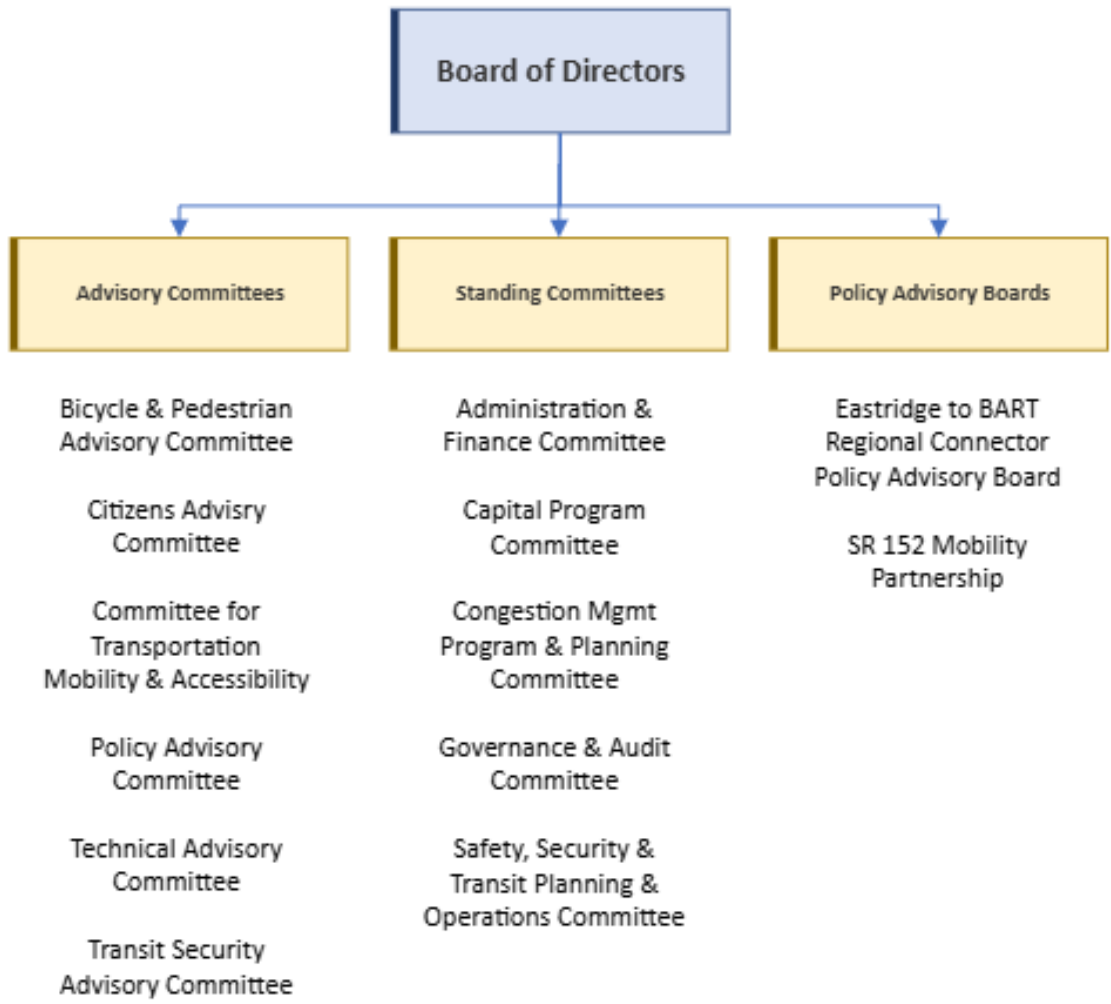 Board of Directors
Advisory Committees
Standing Committees
Policy Advisory Boards
Bicycle & Pedestrian
Advisory Committee
Citizens Advisry
Committee
Committee for
Transportation
Mobility & Accessibility
Policy Advisory
Committee
Technical Advisory
Committee
Transit Security
Advisory Committee
Administration &
Finance Committee
Capital Program
Committee
Congestion Mgmt
Program & Planning
Committee
Governance & Audit
Committee
Safety, Security &
Transit Planning &
Operations Committee
Eastridge to BART
Regional Connector
Policy Advisory Board
SR 152 Mobility
Partnership